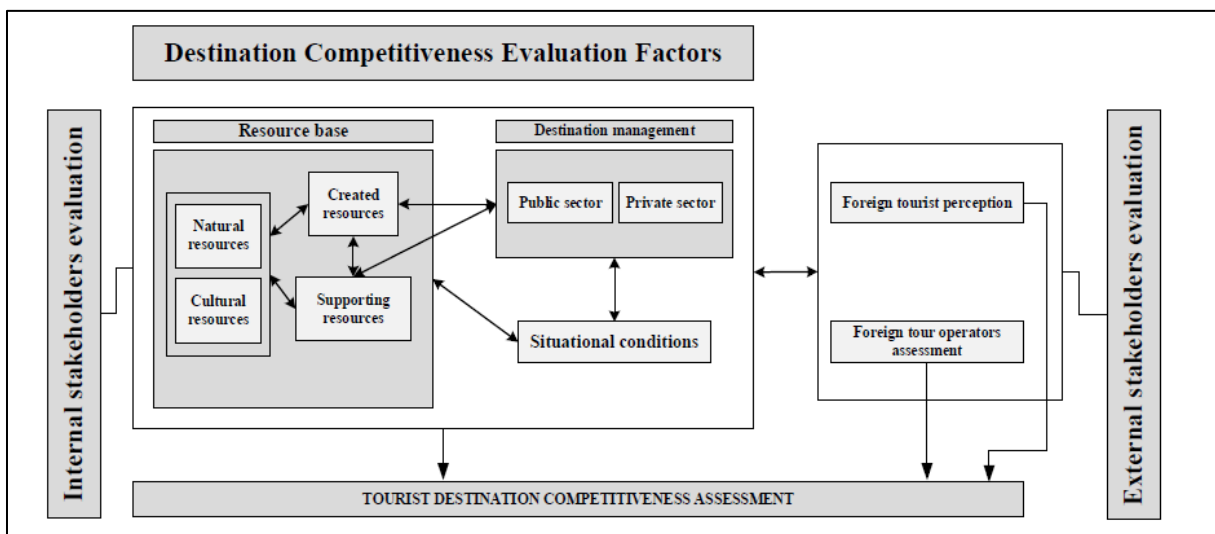 Destination Competitiveness Evaluation Factors
Internal stakeholders evaluation
Resource base
Natural
resources
Cultural
resources
Created
resources
Supporting
resources
Destination management
Public sector
Private sector
Situational conditions
Foreign tourist perception
Foreign tour operators
assessment
External stakeholders evaluation
TOURIST DESTINATION COMPETITIVENESS ASSESSMENT